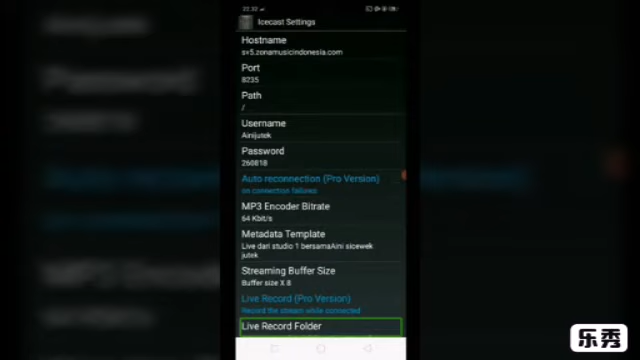 22.32
Icecast Settings
Hostname
sv5.zonamusicindonesia.com
Port
8235
Path
/
Username
Ainijutek
Password
260818
Auto reconnection (Pro Version)
on connection failures
MP3 Encoder Bitrate
64 Kbit/s
Metadata Template
Live dari studio 1 bersamaAini sicewek
jutek
Streaming Buffer Size
Buffer size X 8
Live Record (Pro Version)
Record the stream while connected
Live Record Folder
乐秀